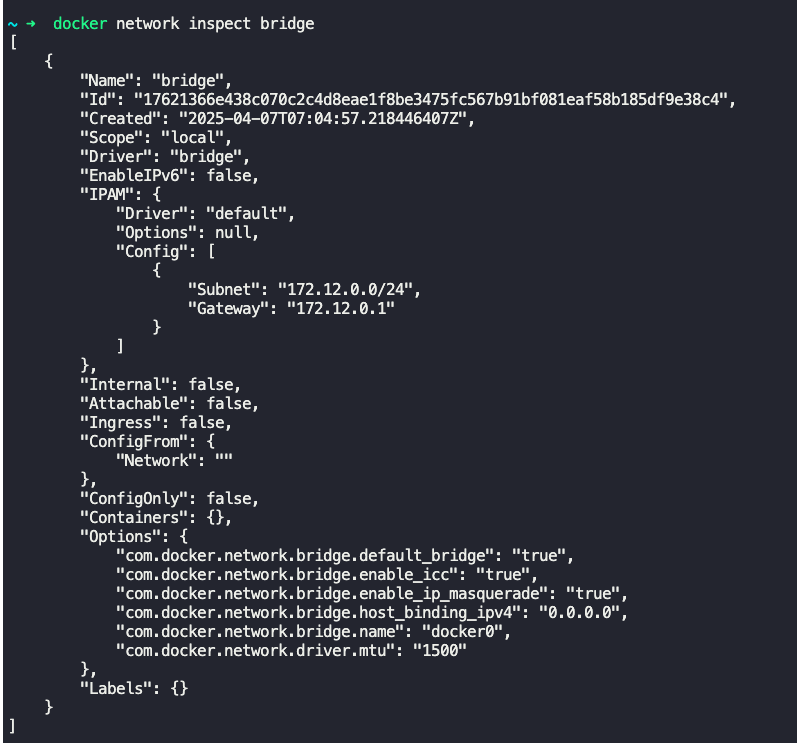 ~ → docker network inspect bridge
[
    {
        "Name": "bridge",
        "Id": "17621366e438c070c2c4d8eae1f8be3475fc567b91bf081eaf58b185df9e38c4",
        "Created": "2025-04-07T07:04:57.218446407Z",
        "Scope": "local",
        "Driver": "bridge",
        "EnableIPv6": false,
        "IPAM": {
            "Driver": "default",
            "Options": null,
            "Config": [
                {
                    "Subnet": "172.12.0.0/24",
                    "Gateway": "172.12.0.1"
                }
            ]
        },
        "Internal": false,
        "Attachable": false,
        "Ingress": false,
        "ConfigFrom": {
            "Network": ""
        },
        "ConfigOnly": false,
        "Containers": {},
        "Options": {
            "com.docker.network.bridge.default_bridge": "true",
            "com.docker.network.bridge.enable_icc": "true",
            "com.docker.network.bridge.enable_ip_masquerade": "true",
            "com.docker.network.bridge.host_binding_ipv4": "0.0.0.0",
            "com.docker.network.bridge.name": "docker0",
            "com.docker.network.driver.mtu": "1500"
        },
        "Labels": {}
    }
]